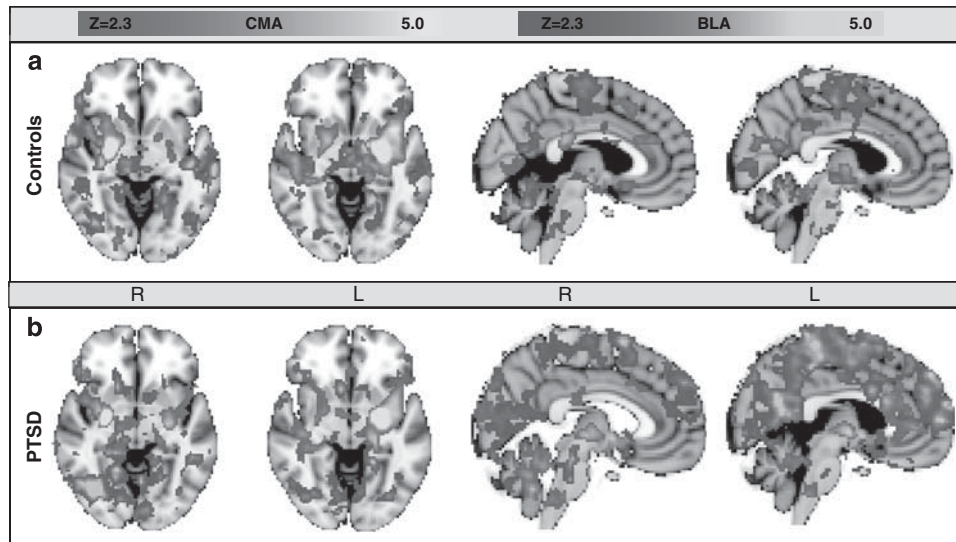 Z=2.3 CMA 5.0 Z=2.3 BLA 5.0
a
Controls
R L R L
b
PTSD